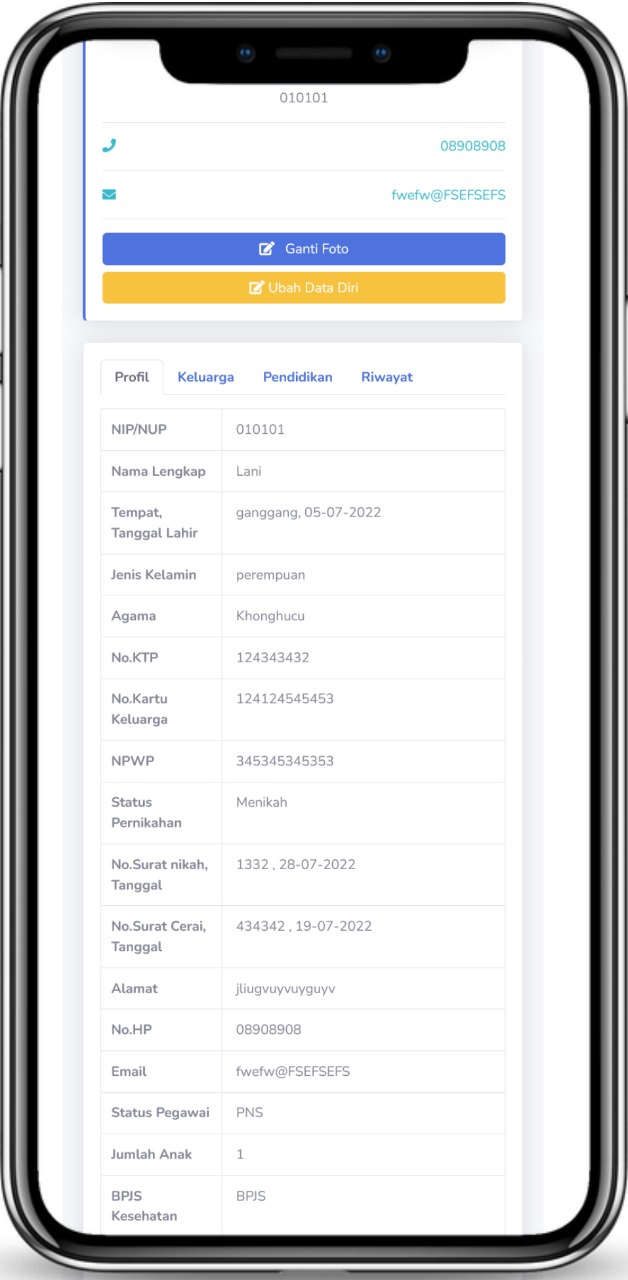 010101
08908908
fwefw@FSEFSEFS
Ganti Foto
Ubah Data Diri
Profil Keluarga Pendidikan Riwayat
NIP/NUP 010101
Nama Lengkap Lani
Tempat, ganggang, 05-07-2022
Tanggal Lahir
Jenis Kelamin perempuan
Agama Khonghucu
No.KTP 124343432
No.Kartu 124124545453
Keluarga
NPWP 345345345353
Status Menikah
Pernikahan
No.Surat nikah, 1332 , 28-07-2022
Tanggal
No.Surat Cerai, 434342 , 19-07-2022
Tanggal
Alamat jliugvuyvuyguyv
No.HP 08908908
Email fwefw@FSEFSEFS
Status Pegawai PNS
Jumlah Anak 1
BPJS BPJS
Kesehatan